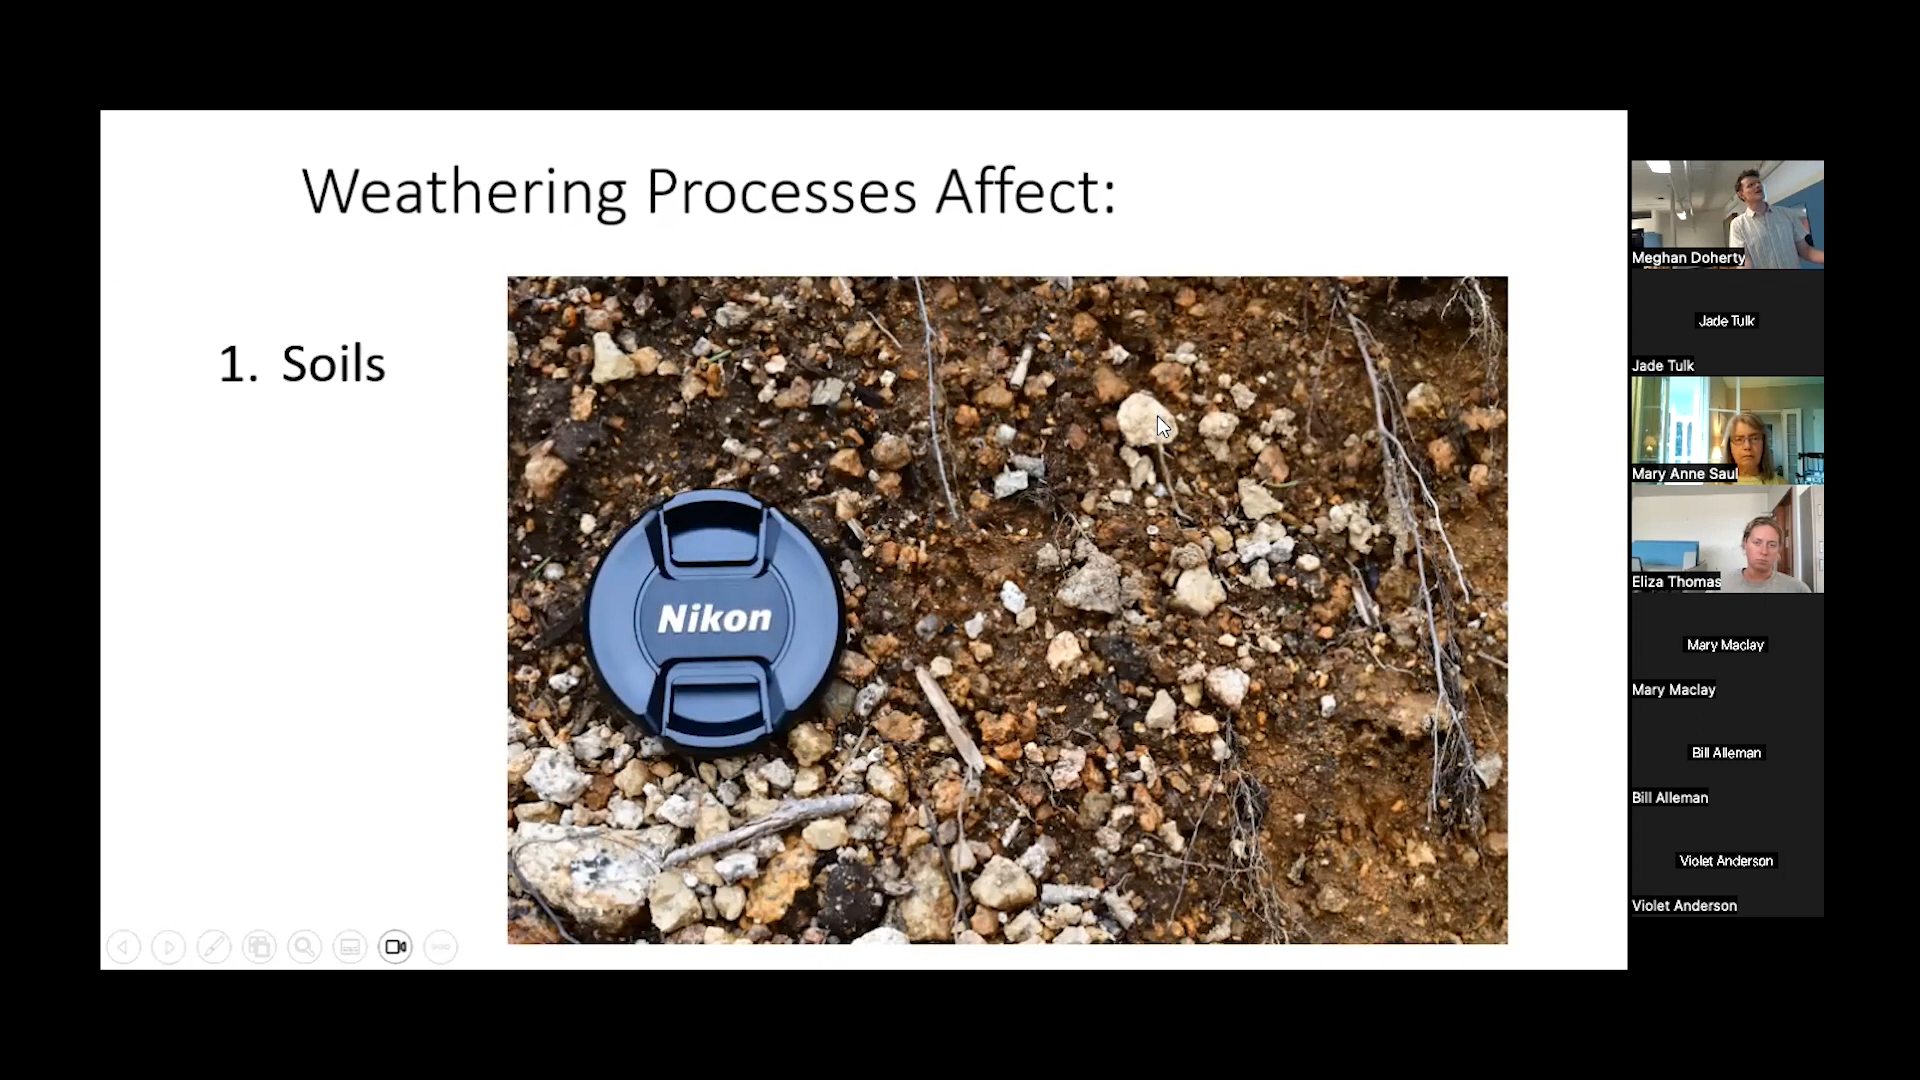 Weathering Processes Affect:
1. Soils
Nikon
Meghan Doherty
Jade Tulk
Jade Tulk
Mary Anne Saul
Eliza Thomas
Mary Maclay
Mary Maclay
Bill Alleman
Bill Alleman
Violet Anderson
Violet Anderson